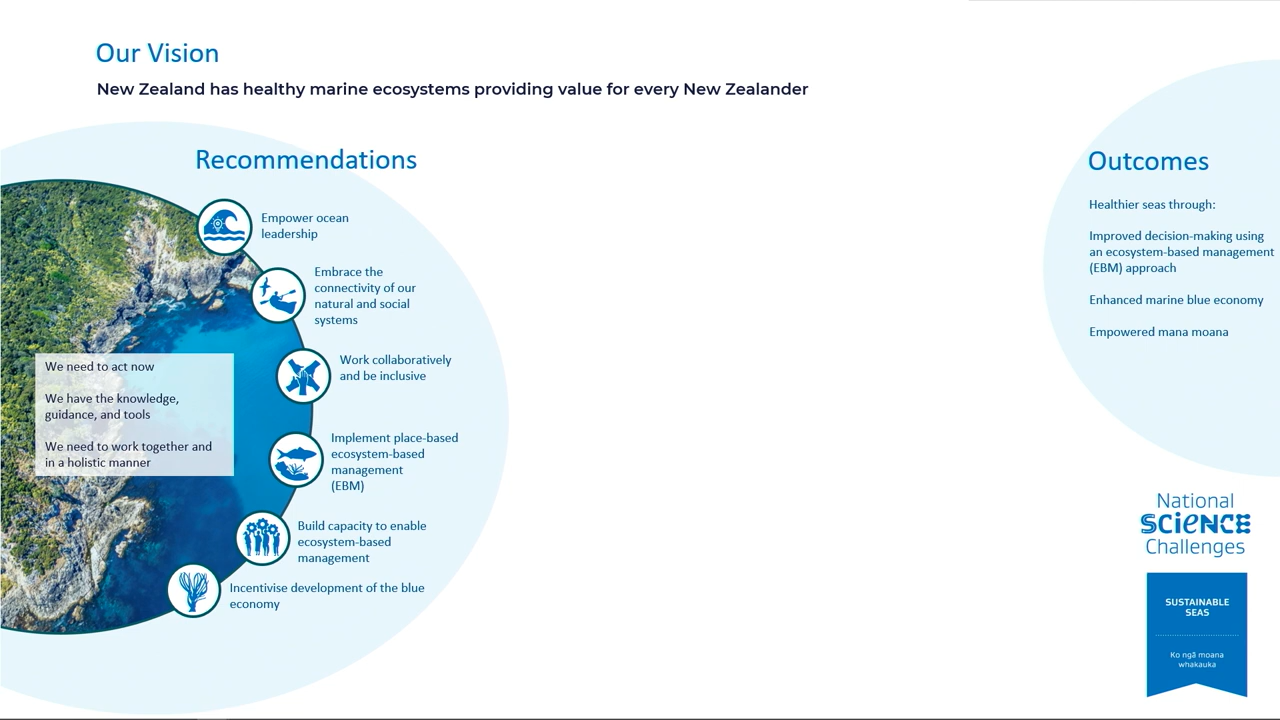 Our Vision
New Zealand has healthy marine ecosystems providing value for every New Zealander
Recommendations
Empower ocean
leadership
Embrace the
connectivity of our
natural and social
systems
Work collaboratively
and be inclusive
Implement place-based
ecosystem-based
management
(EBM)
Build capacity to enable
ecosystem-based
management
Incentivise development of the blue
economy
We need to act now
We have the knowledge,
guidance, and tools
We need to work together and
in a holistic manner
Outcomes
Healthier seas through:
Improved decision-making using
an ecosystem-based management
(EBM) approach
Enhanced marine blue economy
Empowered mana moana
National
SCIENCE
Challenges
SUSTAINABLE
SEAS
Ko ngā moana
whakauka